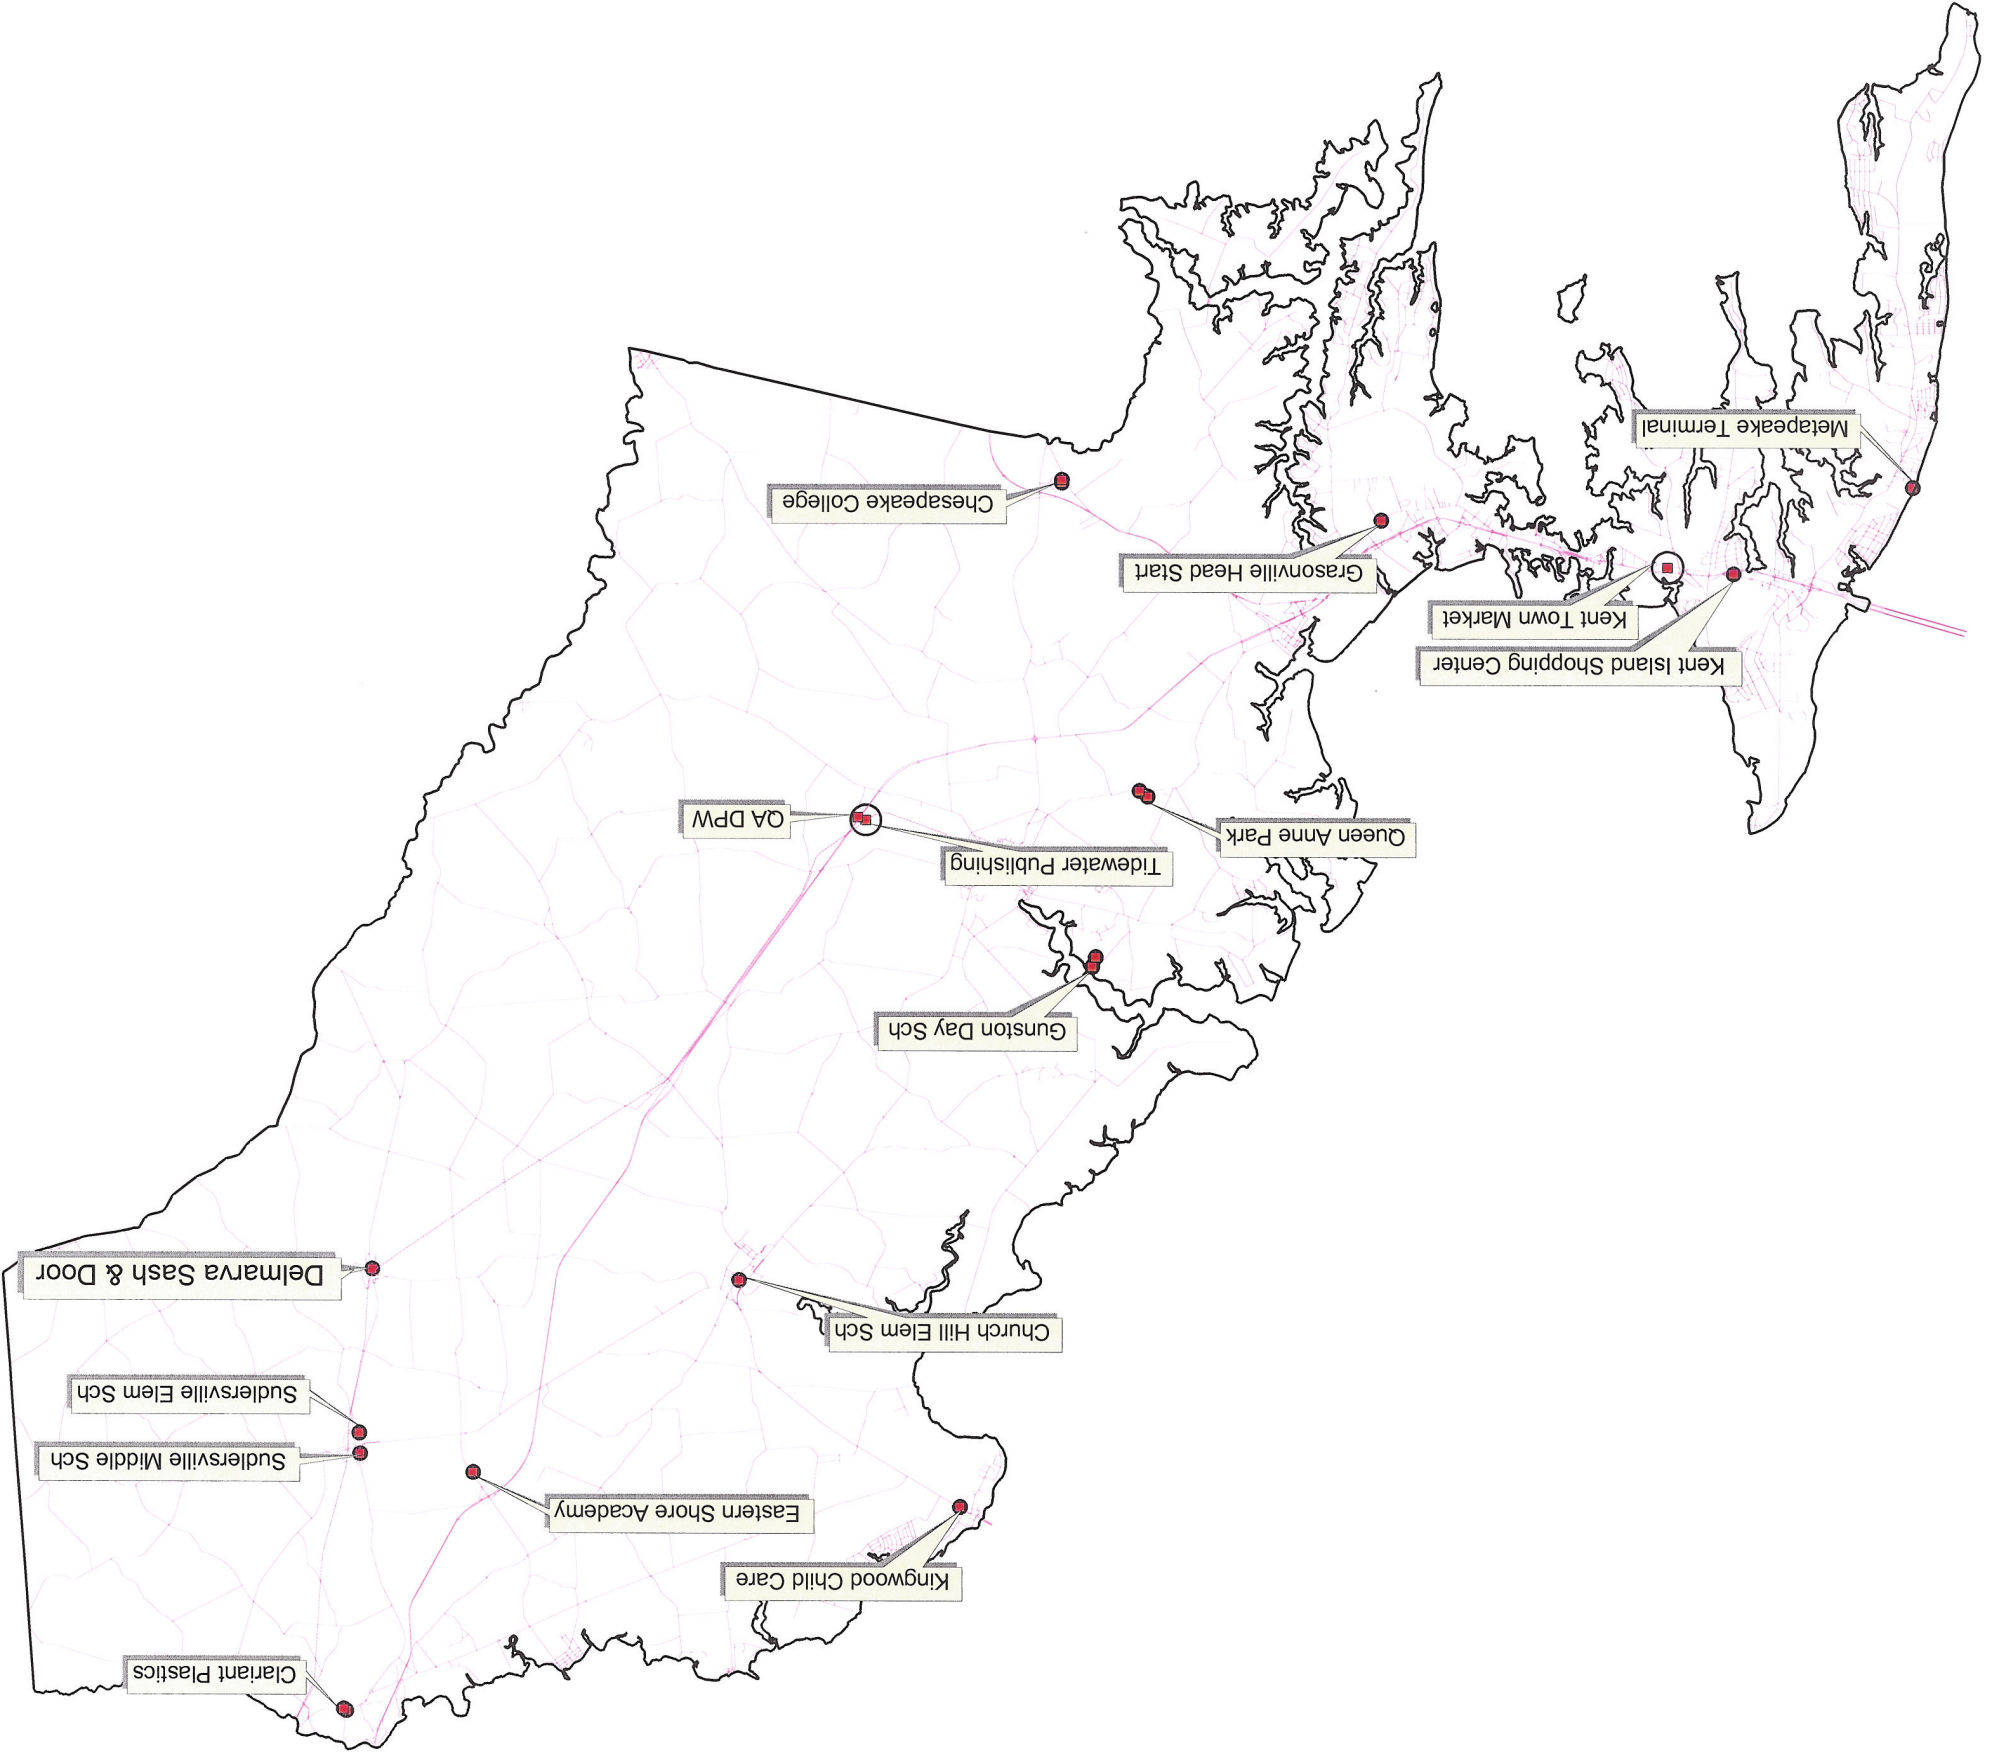 Clariant Plastics
Kingwood Child Care
Eastern Shore Academy
Sudlersville Middle Sch
Sudlersville Elem Sch
Church Hill Elem Sch
Delmarva Sash & Door
Gunston Day Sch
Tidewater Publishing
Queen Anne Park
QA DPW
Kent Island Shopping Center
Kent Town Market
Grasonville Head Start
Chesapeake College
Metapeake Terminal